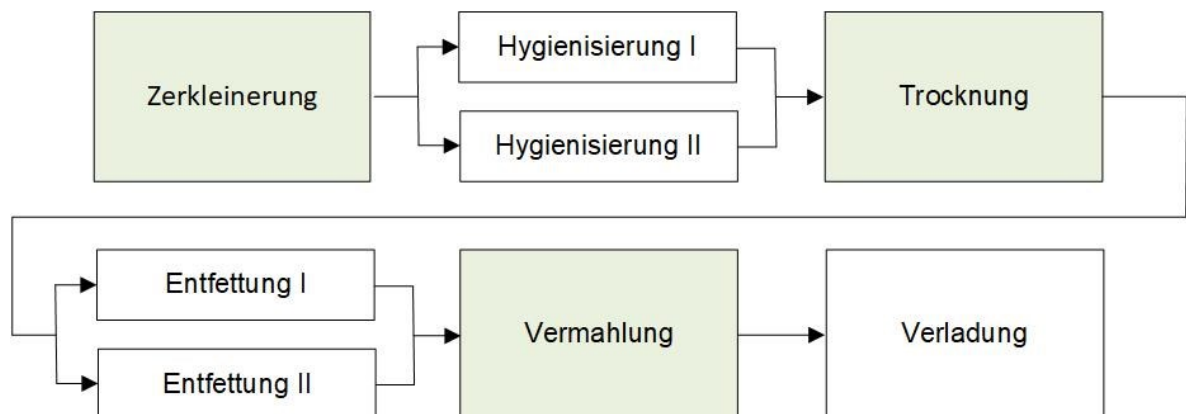 Zerkleinerung
Hygienisierung I
Hygienisierung II
Trocknung
Entfettung I
Entfettung II
Vermahlung
Verladung